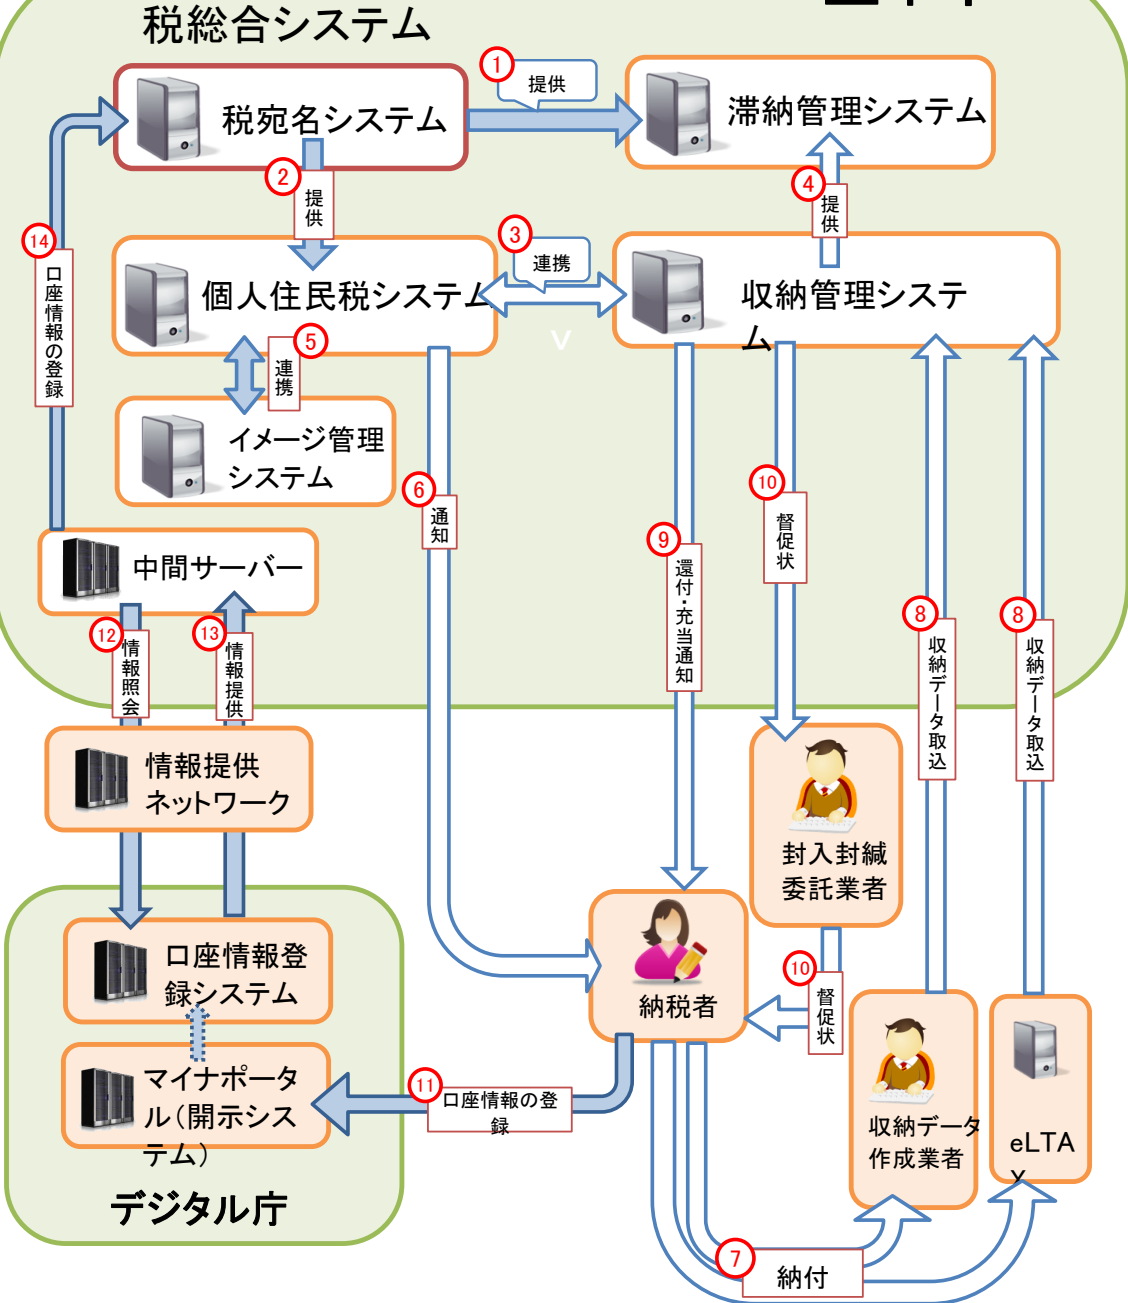 税総合システム
① 提供
税宛名システム
滞納管理システム
② 提供
④ 提供
⑭ 口座情報の登録
③ 連携
個人住民税システム
収納管理システ
ム
V
⑤ 連携
イメージ管理
システム
⑥ 通知
⑩ 督促状
⑨ 還付・充当通知
中間サーバー
⑫ 情報照会
⑬ 情報提供
⑧ 収納データ取込
⑧ 収納データ取込
情報提供
ネットワーク
封入封緘
委託業者
口座情報登
録システム
納税者
⑩ 督促状
マイナポータ
ル（開示シス
テム）
⑪ 口座情報の登
録
収納データ
作成業者
eLTA
X
デジタル庁
⑦ 納付